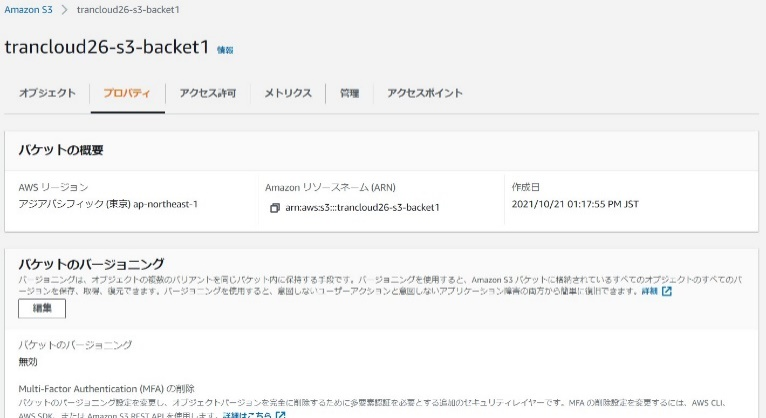 Amazon S3 > trancloud26-s3-backet1
trancloud26-s3-backet1 情報
オブジェクト プロパティ アクセス許可 メトリクス 管理 アクセスポイント
バケットの概要
AWS リージョン Amazon リソースネーム (ARN) 作成日
アジアパシフィック (東京) ap-northeast-1 arn:aws:s3:::trancloud26-s3-backet1 2021/10/21 01:17:55 PM JST
バケットのバージョニング
バージョニングは、オブジェクトの複数のバリアントを同じバケット内に保持する手段です。バージョニングを使用すると、Amazon S3 バケットに格納されているすべてのオブジェクトのすべてのバ
ージョンを保存、取得、復元できます。バージョニングを使用すると、意図しないユーザーアクションと意図しないアプリケーション障害の両方から簡単に復旧できます。詳細
編集
バケットのバージョニング
無効
Multi-Factor Authentication (MFA) の削除
バケットのバージョニング設定を変更し、オブジェクトバージョンを完全に削除するために多要素認証を必要とする追加のセキュリティレイヤーです。MFA の削除設定を変更するには、AWS CLI、
AWS SDK、または Amazon S3 REST API を使用します。詳細はこちら